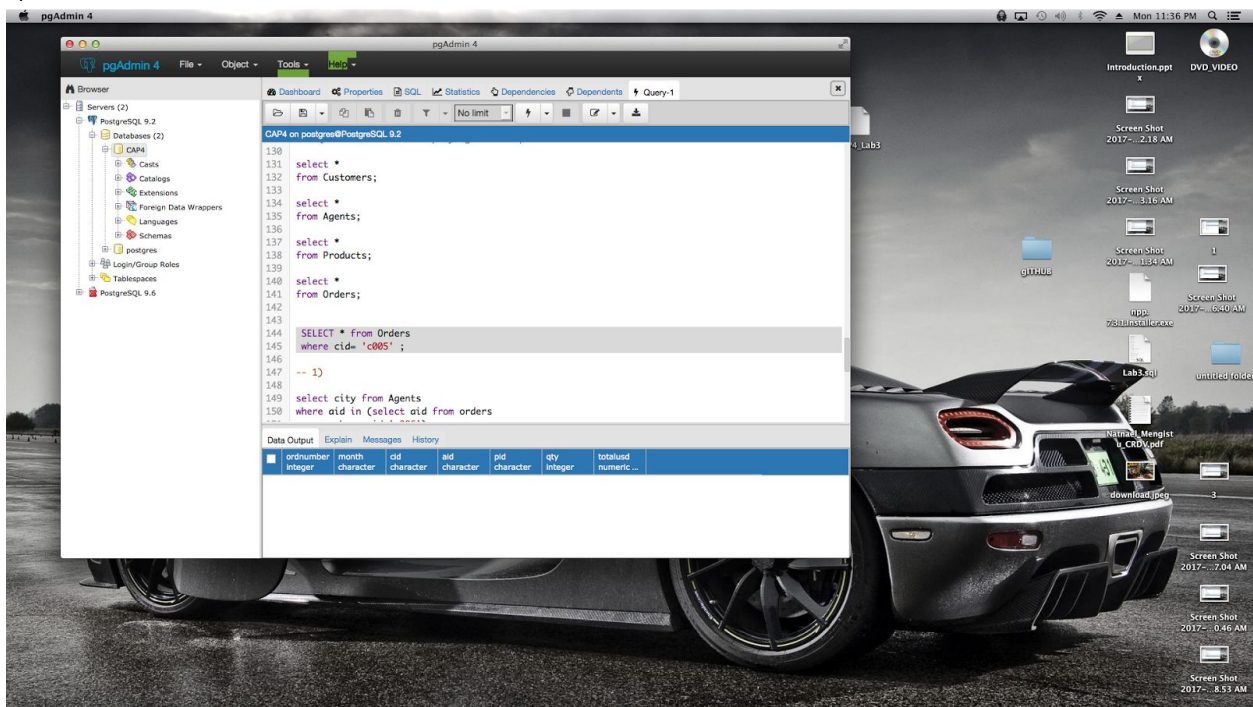 pgAdmin 4
Mon 11:36 PM
pgAdmin 4
pgAdmin 4 File Object Tools Help
Browser
Servers (2)
PostgreSQL 9.2
Databases (2)
CAP4
Casts
Catalogs
Extensions
Foreign Data Wrappers
Languages
Schemas
postgres
Login/Group Roles
Tablespaces
PostgreSQL 9.6
Dashboard Properties SQL Statistics Dependencies Dependents Query-1
No limit
CAP4 on postgres@PostgreSQL 9.2
130
131 select *
132 from Customers;
133
134 select *
135 from Agents;
136
137 select *
138 from Products;
139
140 select *
141 from Orders;
142
143
144 SELECT * from Orders
145 where cid= 'c005' ;
146
147 -- 1)
148
149 select city from Agents
150 where aid in (select aid from orders
Data Output Explain Messages History
ordnumber month cid aid pid qty totalusd
integer character character character character integer numeric ...
4_Lab3
gITHUB
Introduction.ppt
x
DVD_VIDEO
Screen Shot
2017-...2.18 AM
Screen Shot
2017-...3.16 AM
Screen Shot
2017-...1.34 AM
1
npp.
7.3.1.Installer.exe
Screen Shot
2017-...6.40 AM
Lab3.sql
untitled folde
Natnael_Mengist
u_CRDV.pdf
download.jpeg
3
Screen Shot
2017-...7.04 AM
Screen Shot
2017-...0.46 AM
Screen Shot
2017-...8.53 AM